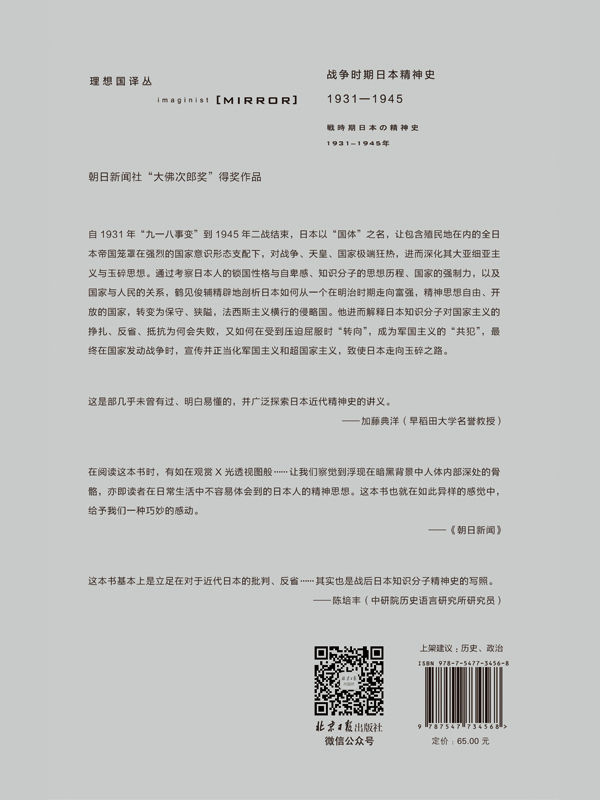 理想国译丛
imaginist [MIRROR]
战争时期日本精神史
1931—1945
戦時期日本の精神史
1931—1945年
朝日新闻社“大佛次郎奖”得奖作品
自 1931 年“九一八事变”到 1945 年二战结束，日本以“国体”之名，让包含殖民地在内的全日
本帝国笼罩在强烈的国家意识形态支配下，对战争、天皇、国家极端狂热，进而深化其大亚细亚主
义与玉碎思想。通过考察日本人的锁国性格与自卑感、知识分子的思想历程、国家的强制力，以及
国家与人民的关系，鹤见俊辅精辟地剖析日本如何从一个在明治时期走向富强，精神思想自由、开
放的国家，转变为保守、狭隘，法西斯主义横行的侵略国。他进而解释日本知识分子对国家主义的
挣扎、反省、抵抗为何会失败，又如何在受到压迫屈服时“转向”，成为军国主义的“共犯”，最
终在国家发动战争时，宣传并正当化军国主义和超国家主义，致使日本走向玉碎之路。
这是部几乎未曾有过、明白易懂的，并广泛探索日本近代精神史的讲义。
——加藤典洋（早稻田大学名誉教授）
在阅读这本书时，有如在观赏 X 光透视图般……让我们察觉到浮现在暗黑背景中人体内部深处的骨
骼，亦即读者在日常生活中不容易体会到的日本人的精神思想。这本书也就在如此异样的感觉中，
给予我们一种巧妙的感动。
——《朝日新闻》
这本书基本上是立足在对于近代日本的批判、反省……其实也是战后日本知识分子精神史的写照。
——陈培丰（中研院历史语言研究所研究员）
上架建议：历史、政治
ISBN 978-7-5477-3456-8
9 787547 734568 >
定价：65.00 元
北京日报出版社
微信公众号